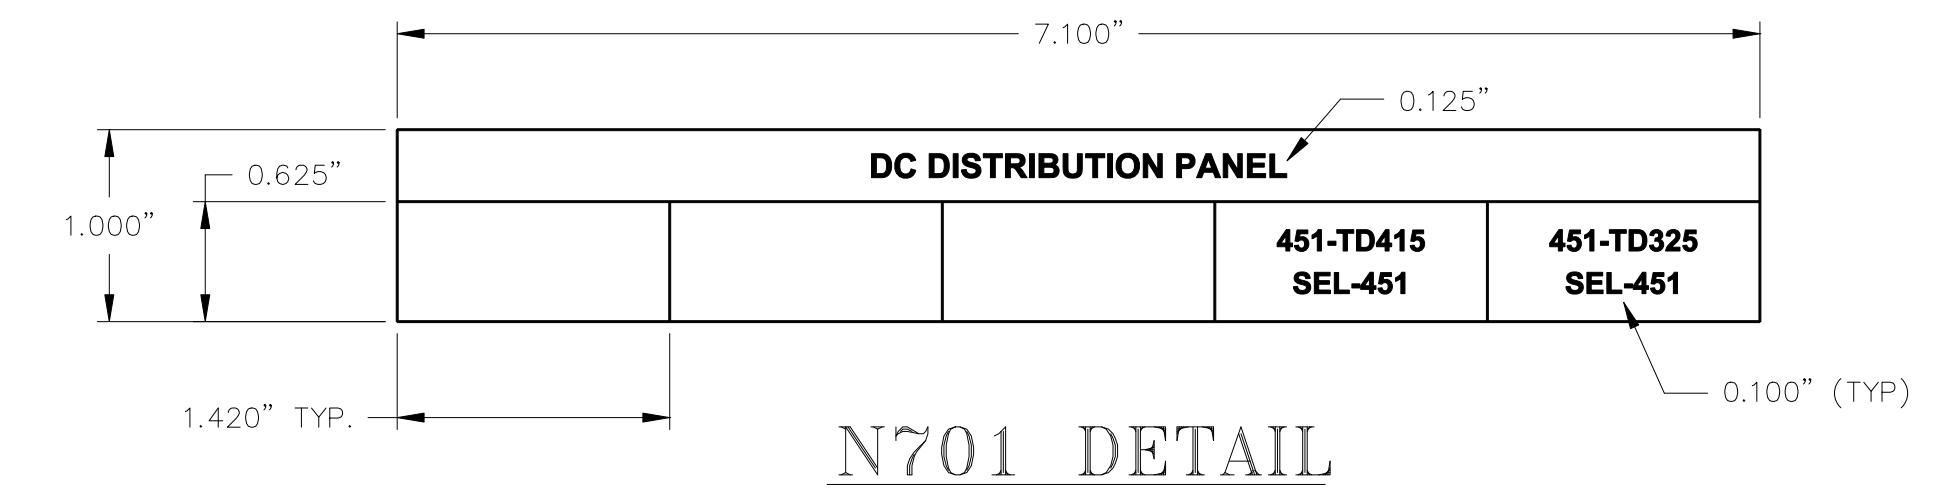 7.100”
0.125”
DC DISTRIBUTION PANEL
0.625”
1.000”
451-TD415
SEL-451
451-TD325
SEL-451
0.100” (TYP)
1.420” TYP.
N701 DETAIL